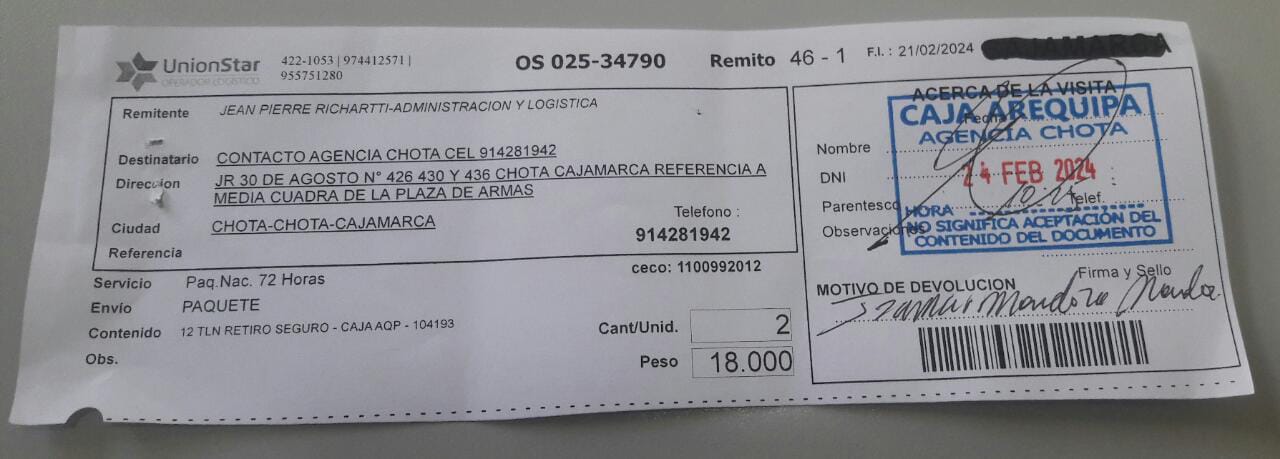 UnionStar
OPERADOR LOGISTICO
422-1053 | 974412571 |
955751280
OS 025-34790
Remito 46 - 1
F.I. : 21/02/2024
CAJAMARCA
Remitente JEAN PIERRE RICHARTTI-ADMINISTRACION Y LOGISTICA
Destinatario CONTACTO AGENCIA CHOTA CEL 914281942
Direccion JR 30 DE AGOSTO N° 426 430 Y 436 CHOTA CAJAMARCA REFERENCIA A
MEDIA CUADRA DE LA PLAZA DE ARMAS
Ciudad CHOTA-CHOTA-CAJAMARCA
Telefono :
914281942
Referencia
ceco: 1100992012
Servicio Paq.Nac. 72 Horas
Envío PAQUETE
Contenido 12 TLN RETIRO SEGURO - CAJA AQP - 104193
Obs.
Cant/Unid. 2
Peso 18.000
ACERCA DE LA VISITA
Fecha
Nombre
DNI
Parentesco
Telef.
Observaciones
CAJA AREQUIPA
AGENCIA CHOTA
24 FEB 2024
HORA
NO SIGNIFICA ACEPTACIÓN DEL
CONTENIDO DEL DOCUMENTO
Firma y Sello
MOTIVO DE DEVOLUCION
Mendoza